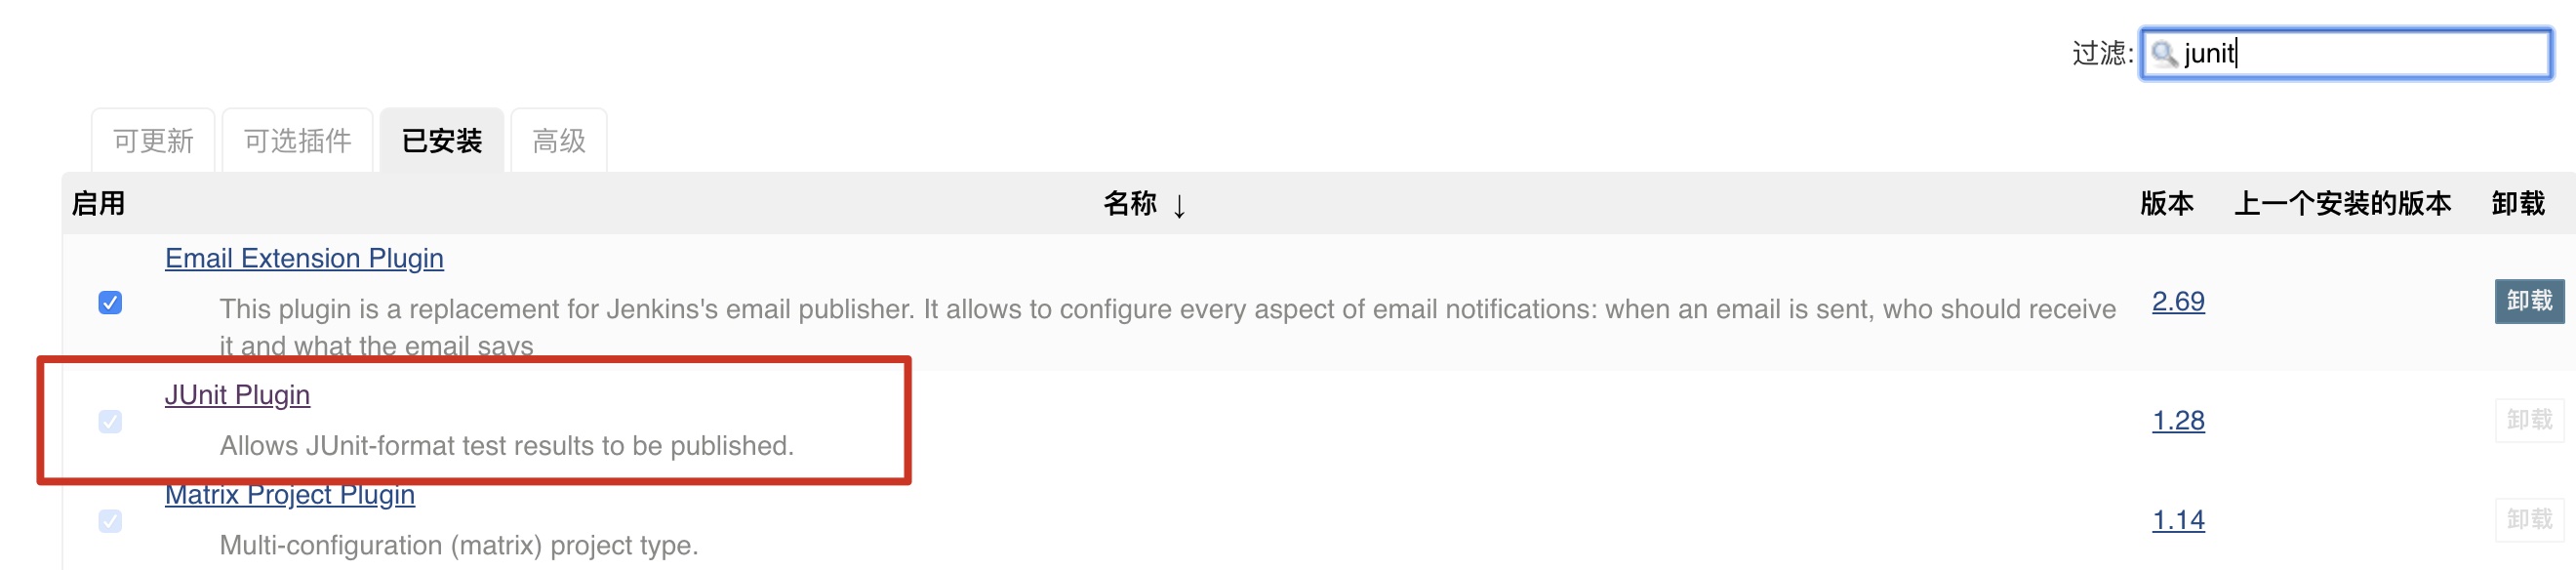 过滤: junit
可更新 可选插件 已安装 高级
启用 名称 ↓ 版本 上一个安装的版本 卸载
Email Extension Plugin
This plugin is a replacement for Jenkins's email publisher. It allows to configure every aspect of email notifications: when an email is sent, who should receive
it and what the email says
2.69 卸载
JUnit Plugin
Allows JUnit-format test results to be published.
1.28 卸载
Matrix Project Plugin
Multi-configuration (matrix) project type.
1.14 卸载